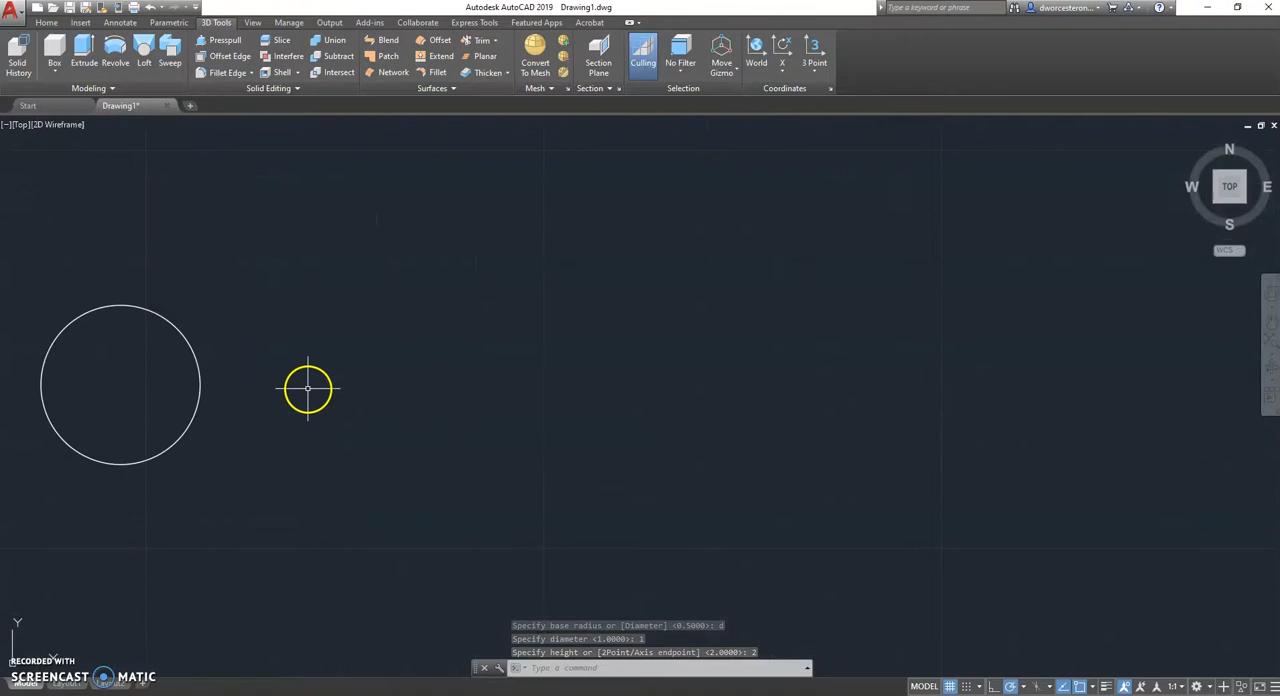 Autodesk AutoCAD 2019 Drawing1.dwg
Type a keyword or phrase
dworcesteron...
Home Insert Annotate Parametric 3D Tools View Manage Output Add-ins Collaborate Express Tools Featured Apps Acrobat
Solid History
Box
Extrude
Revolve
Loft
Sweep
Modeling
Presspull
Offset Edge
Fillet Edge
Slice
Interfere
Shell
Union
Subtract
Intersect
Solid Editing
Blend
Patch
Network
Offset
Extend
Fillet
Trim
Planar
Thicken
Surfaces
Convert To Mesh
Mesh
Section Plane
Section
Culling
No Filter
Move Gizmo
Selection
World
X
3 Point
Coordinates
Start
Drawing1*
[−][Top][2D Wireframe]
N
W TOP E
S
WCS
Y
Specify base radius or [Diameter] <0.5000>: d
Specify diameter <1.0000>: 1
Specify height or [2Point/Axis endpoint] <2.0000>: 2
Type a command
RECORDED WITH
SCREENCAST MATIC
MODEL
1:1